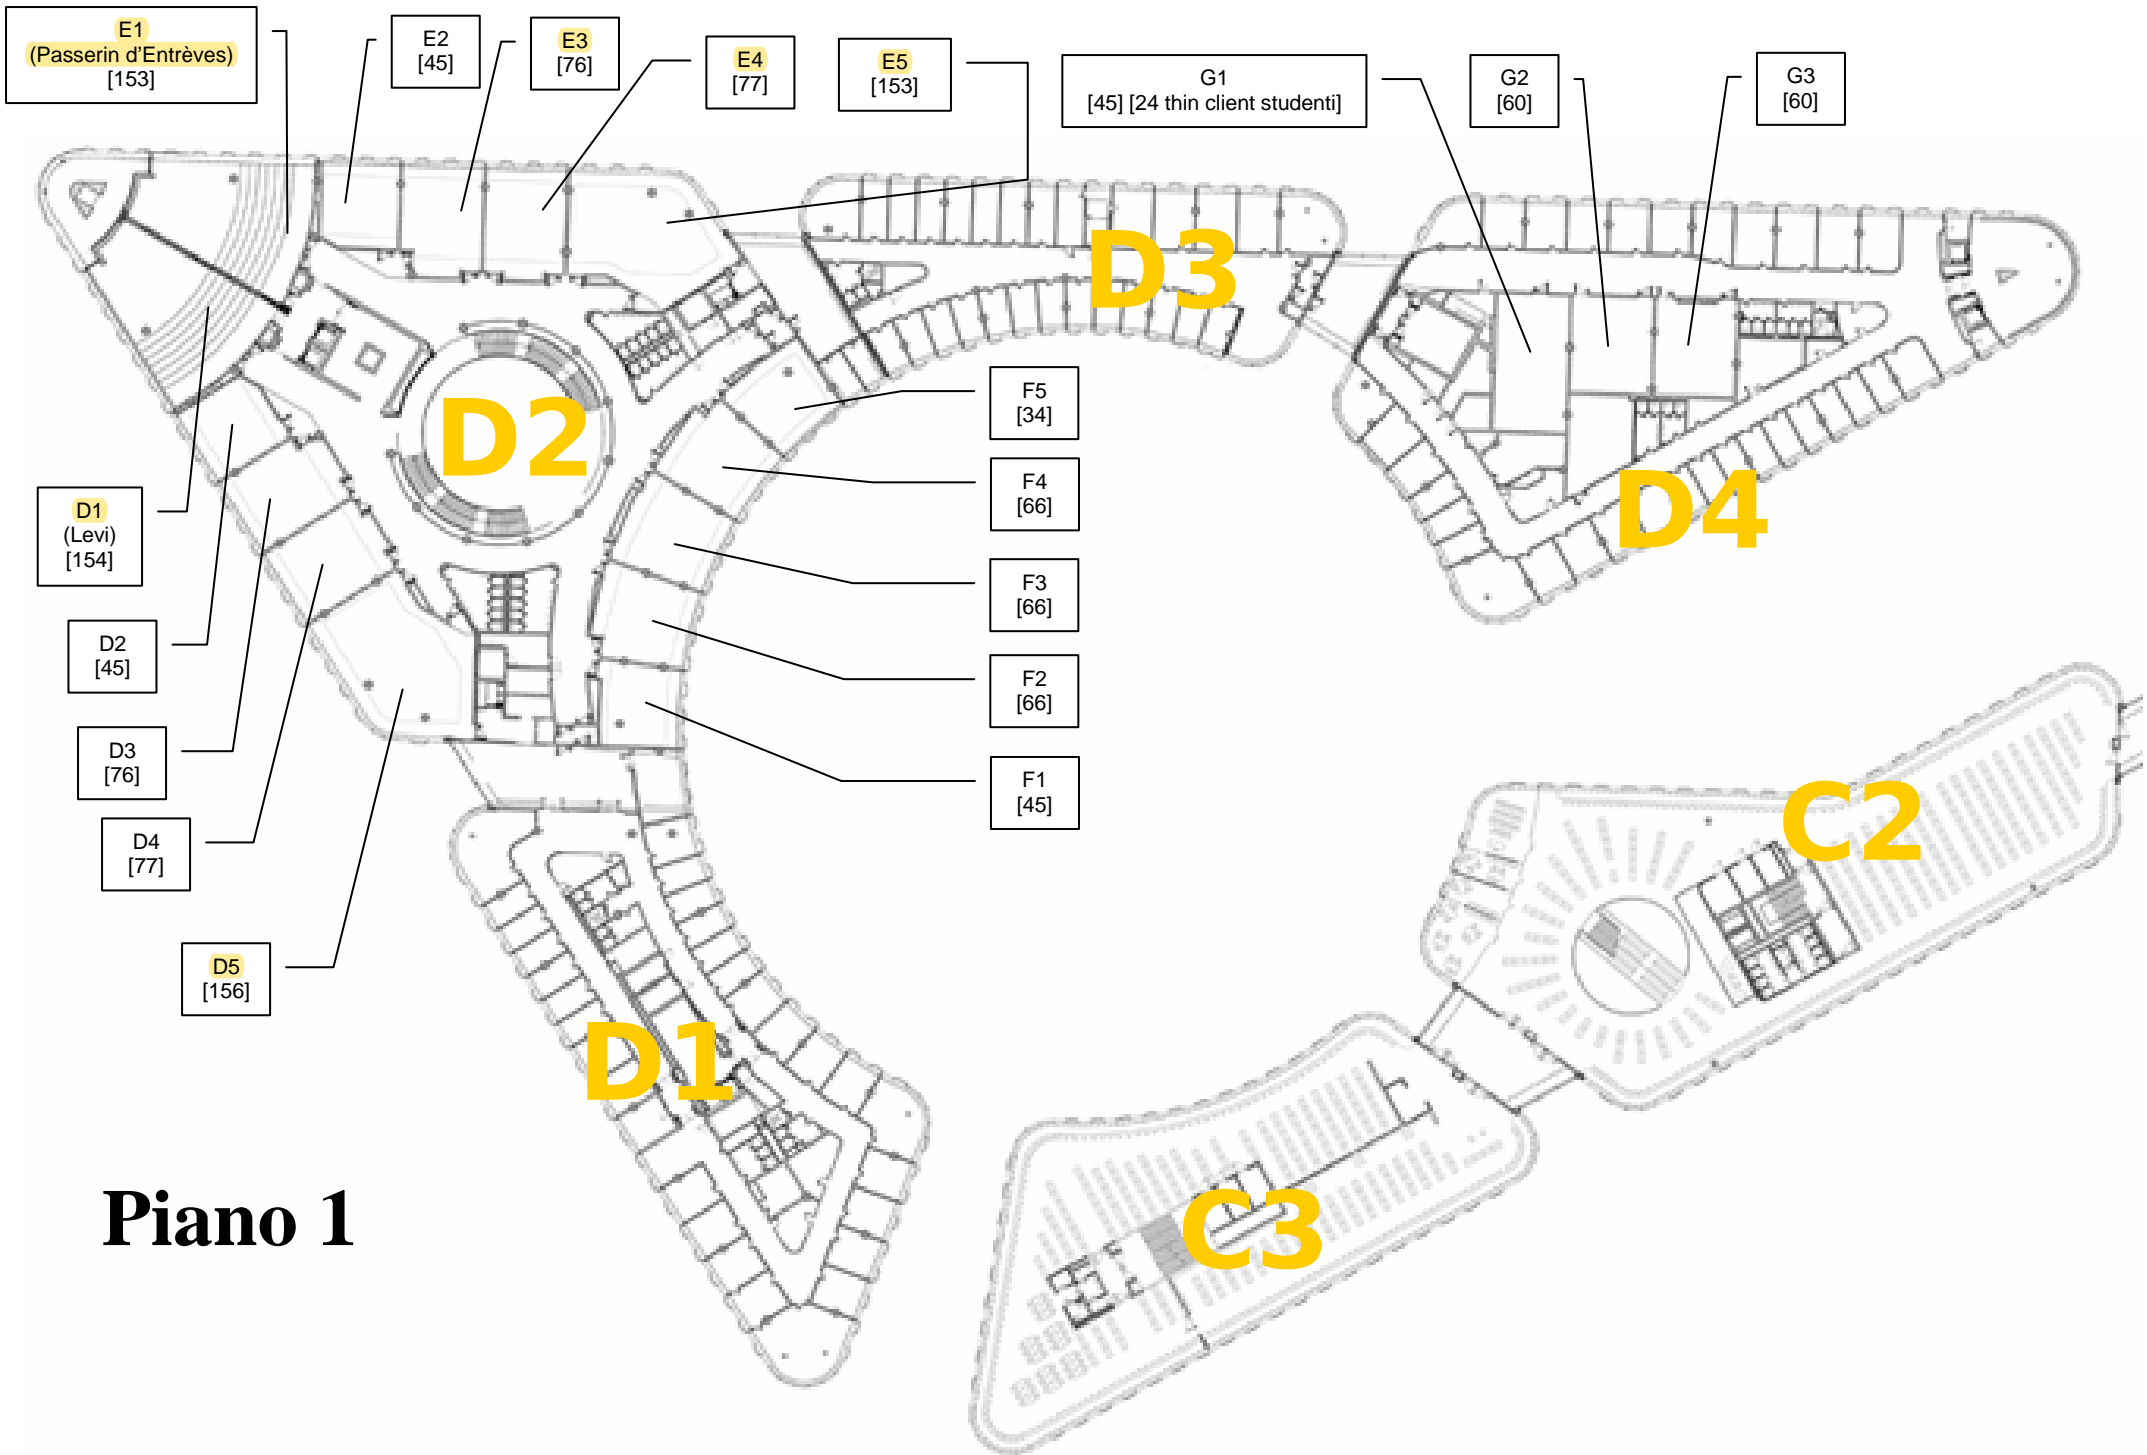 E1
(Passerin d'Entrèves)
[153]
E2
[45]
E3
[76]
E4
[77]
E5
[153]
G1
[45] [24 thin client studenti]
G2
[60]
G3
[60]
D3
D2
D4
F5
[34]
F4
[66]
F3
[66]
F2
[66]
F1
[45]
D1
(Levi)
[154]
D2
[45]
D3
[76]
D4
[77]
D5
[156]
C2
D1
C3
Piano 1